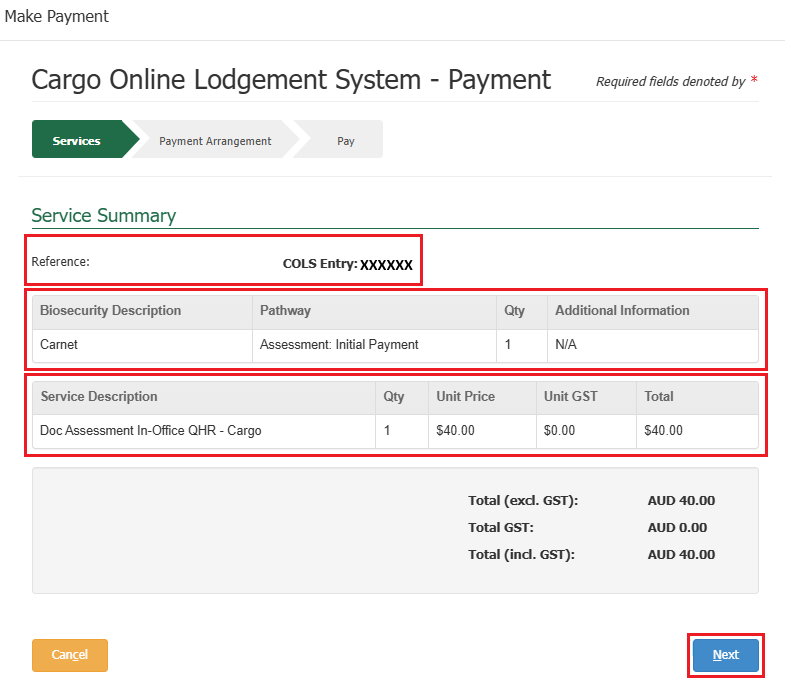 Make Payment
Cargo Online Lodgement System - Payment
Required fields denoted by *
Services
Payment Arrangement
Pay
Service Summary
Reference: COLS Entry: XXXXXX
Biosecurity Description Pathway Qty Additional Information
Carnet Assessment: Initial Payment 1 N/A
Service Description Qty Unit Price Unit GST Total
Doc Assessment In-Office QHR - Cargo 1 $40.00 $0.00 $40.00
Total (excl. GST): AUD 40.00
Total GST: AUD 0.00
Total (incl. GST): AUD 40.00
Cancel Next